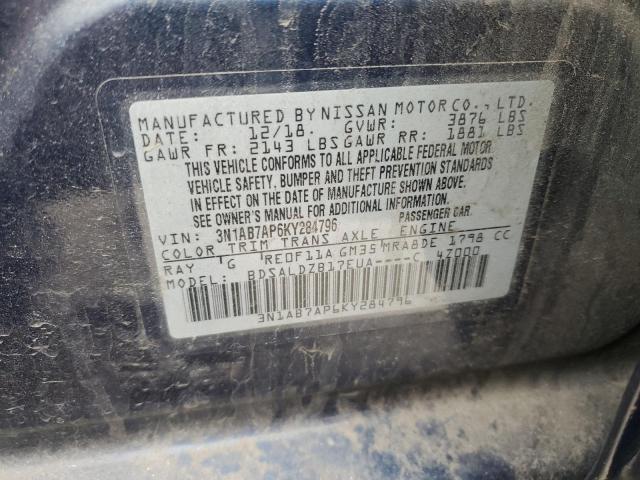 MANUFACTURED BY NISSAN MOTOR CO., LTD.
DATE: 12/18. GVWR: 3876 LBS
GAWR FR: 2143 LBS GAWR RR: 1881 LBS
THIS VEHICLE CONFORMS TO ALL APPLICABLE FEDERAL MOTOR
VEHICLE SAFETY, BUMPER AND THEFT PREVENTION STANDARDS
IN EFFECT ON THE DATE OF MANUFACTURE SHOWN ABOVE.
SEE OWNER'S MANUAL FOR ADDITIONAL INFORMATION.
VIN: 3N1AB7AP6KY284796 PASSENGER CAR.
COLOR TRIM TRANS AXLE ENGINE
RAY G RE0F11A GM35 MRA8DE 1798 CC
MODEL: BDSALDZB17EUA----C 4Z000
3N1AB7AP6KY284796